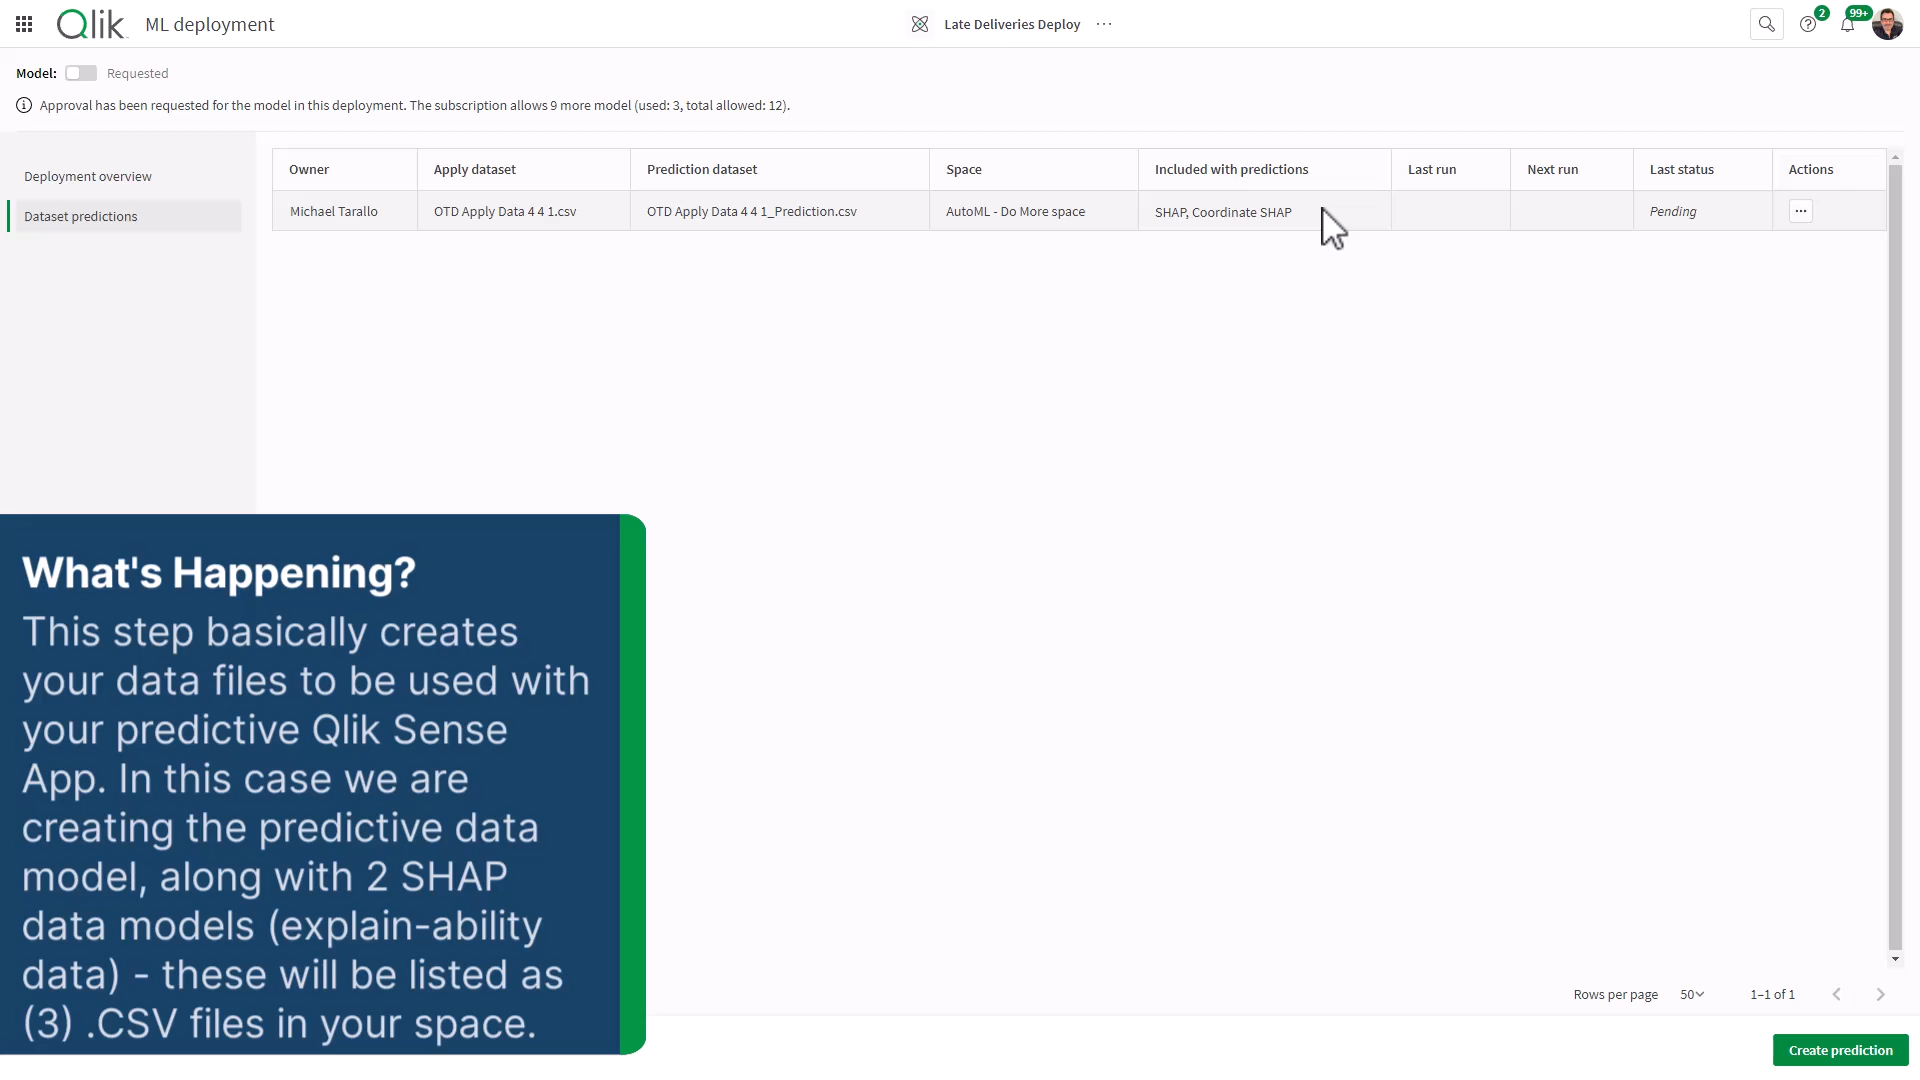 Qlik ML deployment
Late Deliveries Deploy ...
2
99+
Model: Requested
Approval has been requested for the model in this deployment. The subscription allows 9 more model (used: 3, total allowed: 12).
Deployment overview
Dataset predictions
Owner Apply dataset Prediction dataset Space Included with predictions Last run Next run Last status Actions
Michael Tarallo OTD Apply Data 4 4 1.csv OTD Apply Data 4 4 1_Prediction.csv AutoML - Do More space SHAP, Coordinate SHAP Pending ...
What's Happening?
This step basically creates
your data files to be used with
your predictive Qlik Sense
App. In this case we are
creating the predictive data
model, along with 2 SHAP
data models (explain-ability
data) - these will be listed as
(3) .CSV files in your space.
Rows per page 50 1–1 of 1
Create prediction